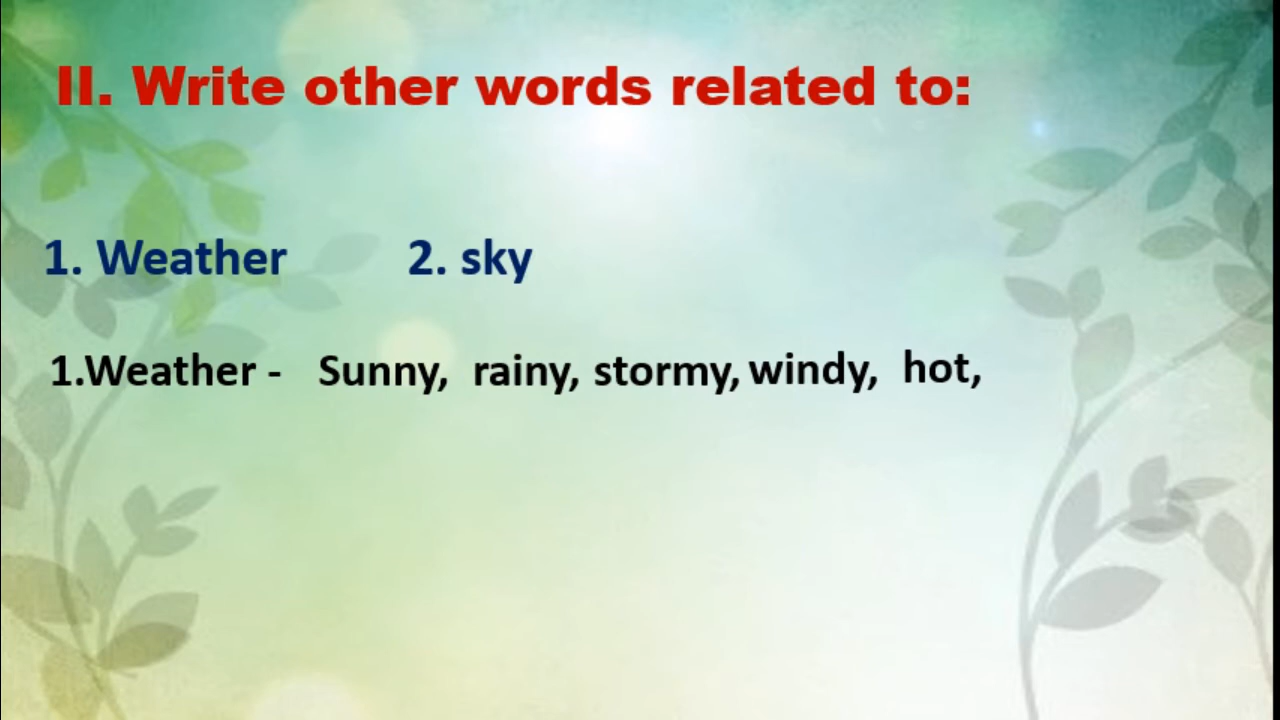 II. Write other words related to:
1. Weather 2. sky
1.Weather - Sunny, rainy, stormy, windy, hot,